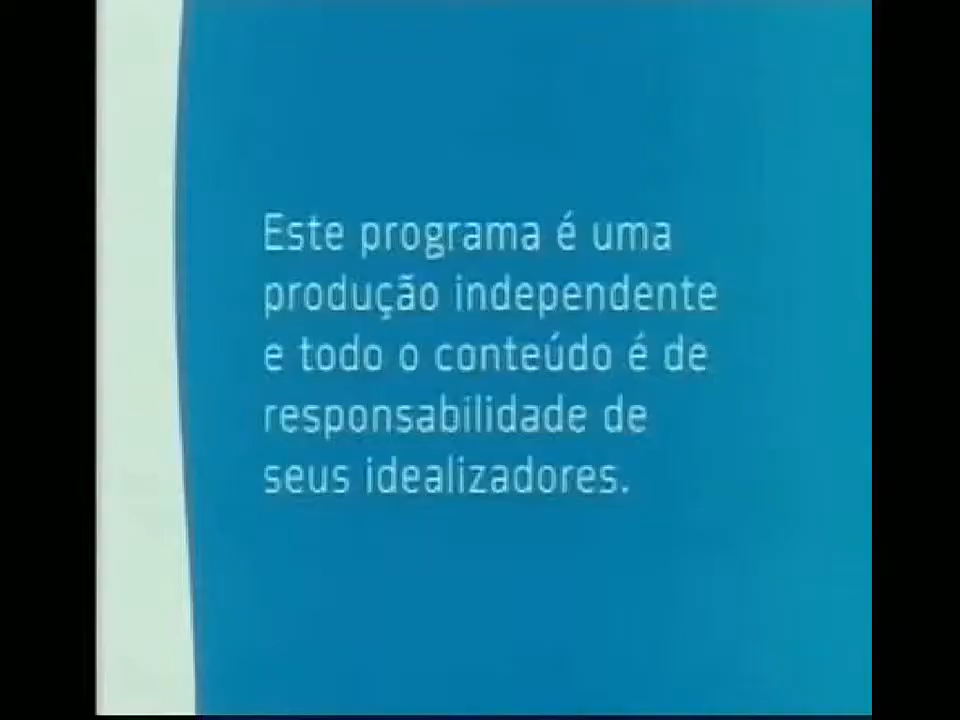 Este programa é uma
produção independente
e todo o conteúdo é de
responsabilidade de
seus idealizadores.